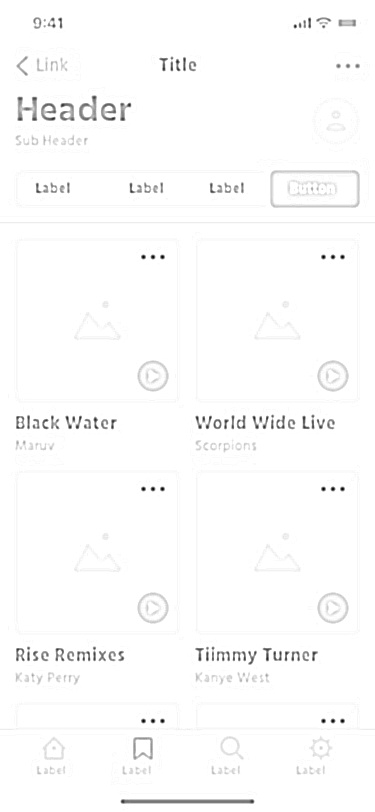 9:41
Link Title
Header
Sub Header
Label Label Label Button
Black Water World Wide Live
Maruv Scorpions
Rise Remixes Tiimmy Turner
Katy Perry Kanye West
Label Label Label Label